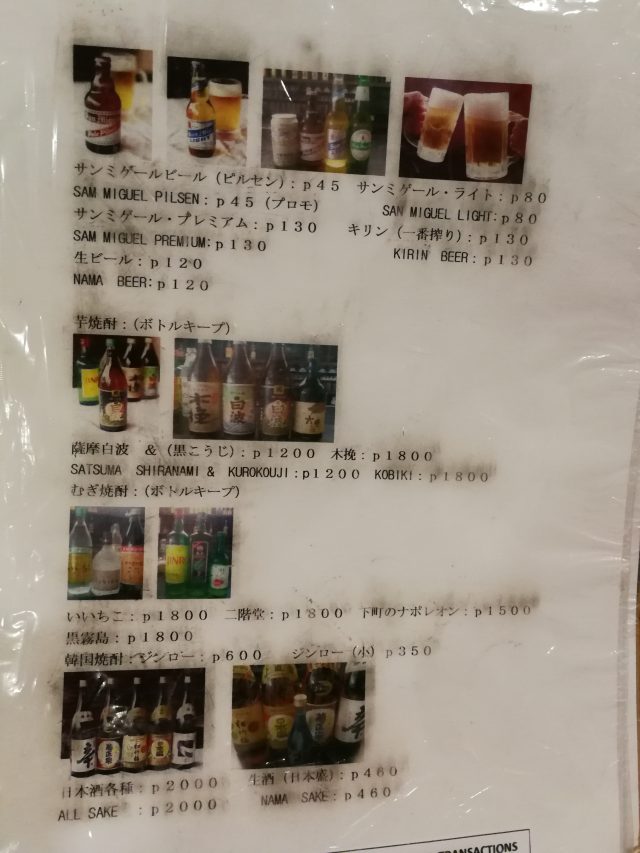 サンミゲールビール (ピルセン) : p45 サンミゲール・ライト : p80
SAM MIGUEL PILSEN : p45 (プロモ) SAN MIGUEL LIGHT: p80
サンミゲール・プレミアム : p130 キリン (一番搾り) : p130
SAM MIGUEL PREMIUM: p130 KIRIN BEER : p130
生ビール : p120
NAMA BEER: p120
芋焼酎 : (ボトルキープ)
薩摩白波 & (黒こうじ) : p1200 木挽 : p1800
SATSUMA SHIRANAMI & KUROKOUJI : p1200 KOBIKI : p1800
むぎ焼酎 : (ボトルキープ)
JINRO
いいちこ : p1800 二階堂 : p1800 下町のナポレオン : p1500
黒霧島 : p1800
韓国焼酎 : ジンロー : p600 ジンロー (小) p350
日本酒各種 : p2000 生酒 (日本盛) : p460
ALL SAKE : p2000 NAMA SAKE : p460
TRANSACTIONS